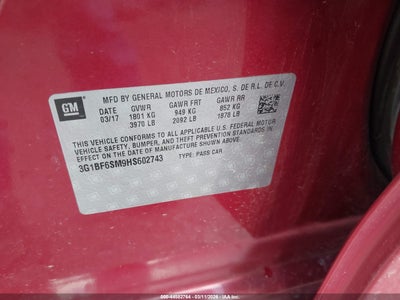 GM
MFD BY GENERAL MOTORS DE MEXICO, S. DE R.L. DE C.V.
DATE GVWR GAWR FRT GAWR RR
03/17 1801 KG 949 KG 852 KG
3970 LB 2092 LB 1878 LB
THIS VEHICLE CONFORMS TO ALL APPLICABLE U.S. FEDERAL MOTOR
VEHICLE SAFETY, BUMPER, AND THEFT PREVENTION STANDARDS IN
EFFECT ON THE DATE OF MANUFACTURE SHOWN ABOVE.
3G1BF6SM9HS602743 TYPE: PASS CAR